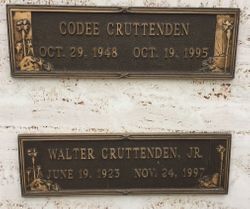 CODEE CRUTTENDEN
OCT. 29, 1948 OCT. 19, 1995
WALTER CRUTTENDEN, JR.
JUNE 19, 1923 NOV. 24, 1997